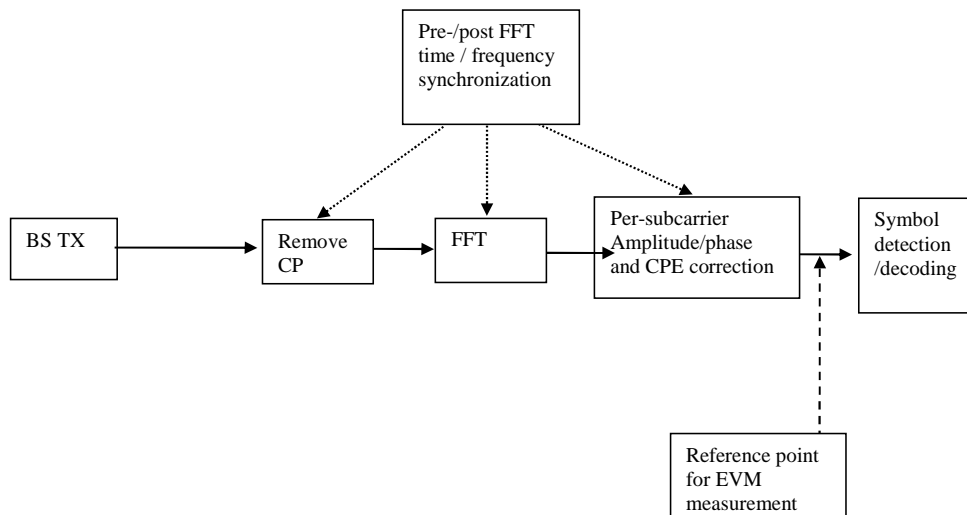 Pre-/post FFT
time / frequency
synchronization
BS TX
Remove
CP
FFT
Per-subcarrier
Amplitude/phase
and CPE correction
Symbol
detection
/decoding
Reference point
for EVM
measurement